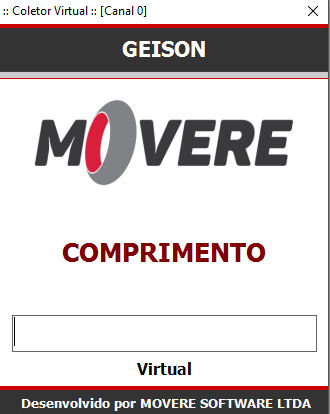 :: Coletor Virtual :: [Canal 0]
GEISON
MOVERE
COMPRIMENTO
Virtual
Desenvolvido por MOVERE SOFTWARE LTDA